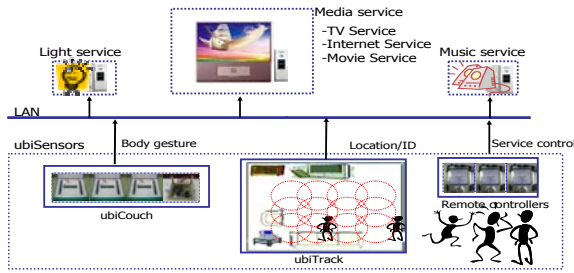 Media service
-TV Service
-Internet Service
-Movie Service
Light service
Music service
LAN
ubiSensors
Body gesture
Location/ID
Service control
ubiCouch
ubiTrack
Remote controllers